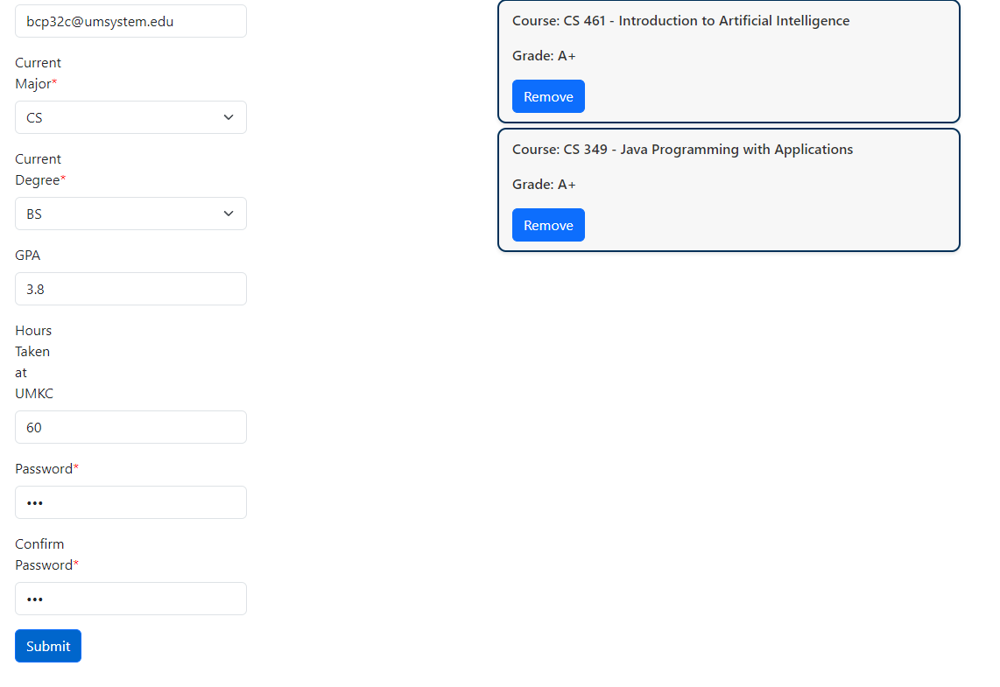 bcp32c@umsystem.edu
Current
Major*
CS
Current
Degree*
BS
GPA
3.8
Hours
Taken
at
UMKC
60
Password*
•••
Confirm
Password*
•••
Submit
Course: CS 461 - Introduction to Artificial Intelligence
Grade: A+
Remove
Course: CS 349 - Java Programming with Applications
Grade: A+
Remove